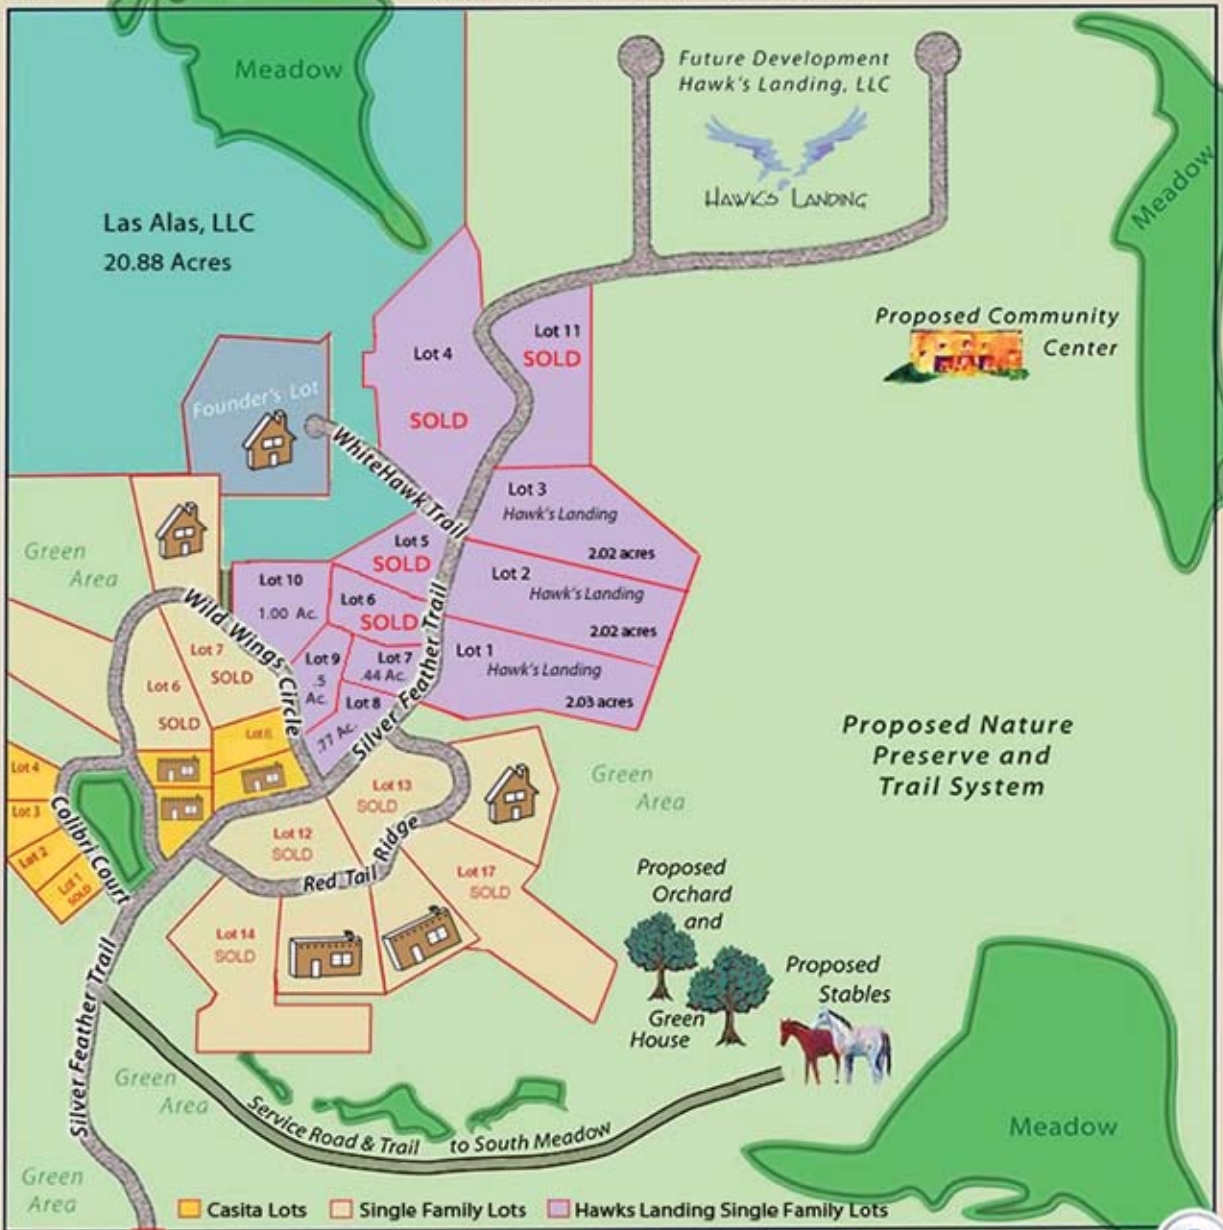 Meadow
Future Development
Hawk's Landing, LLC
HAWK'S LANDING
Meadow
Las Alas, LLC
20.88 Acres
Proposed Community
Center
Lot 4
SOLD
Lot 11
SOLD
Founder's Lot
WhiteHawk Trail
Lot 3
Hawk's Landing
2.02 acres
Lot 2
Hawk's Landing
2.02 acres
Lot 1
Hawk's Landing
2.03 acres
Green
Area
Lot 5
SOLD
Lot 10
1.00 Ac.
Lot 6
SOLD
Wild Wings Circle
Silver Feather Trail
Lot 9
.5
Ac.
Lot 7
.44 Ac.
Lot 8
.77 Ac.
Lot 7
SOLD
Lot 6
SOLD
Proposed Nature
Preserve and
Trail System
Green
Area
Lot 4
Lot 3
Lot 2
Lot 1
SOLD
Colibri Court
Lot 13
SOLD
Lot 12
SOLD
Red Tail Ridge
Lot 17
SOLD
Lot 14
SOLD
Proposed
Orchard
and
Green
House
Proposed
Stables
Silver Feather Trail
Green
Area
Service Road & Trail to South Meadow
Meadow
Green
Area
Casita Lots
Single Family Lots
Hawks Landing Single Family Lots